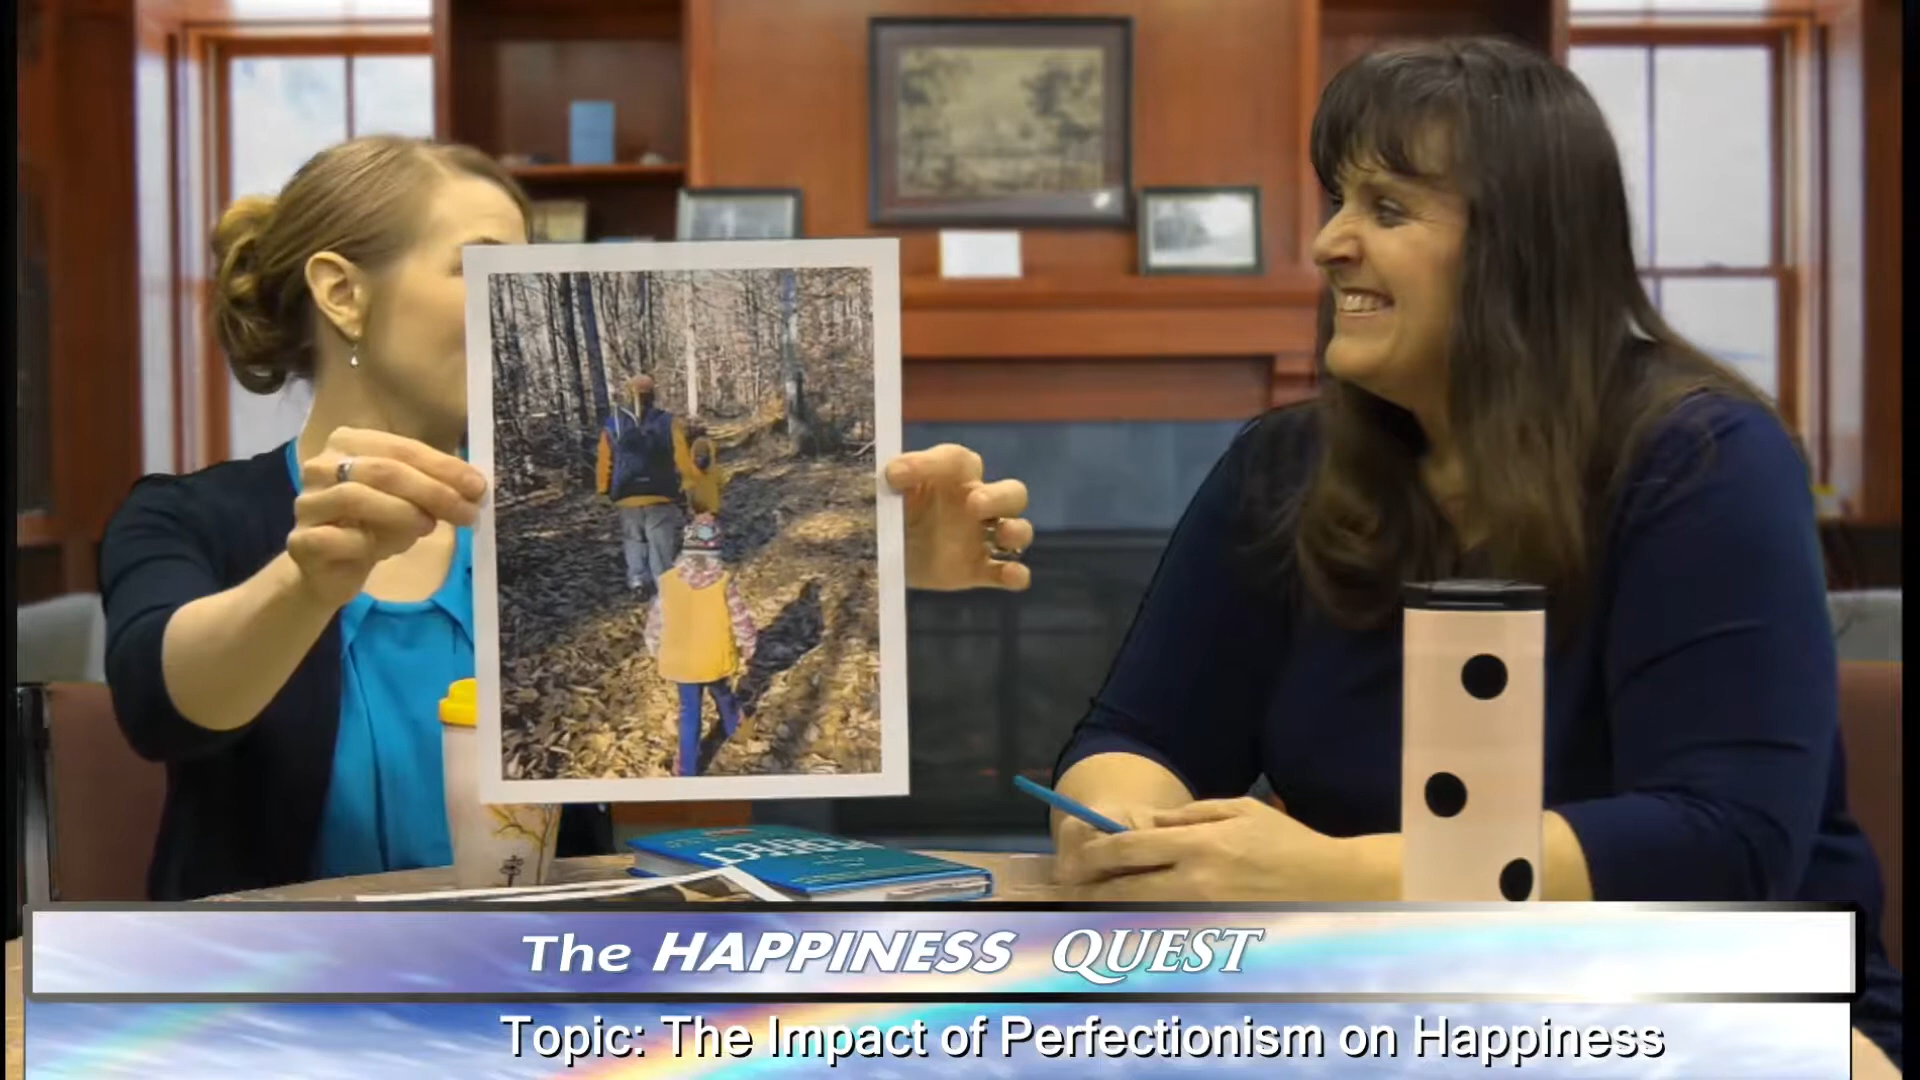 The HAPPINESS QUEST
Topic: The Impact of Perfectionism on Happiness